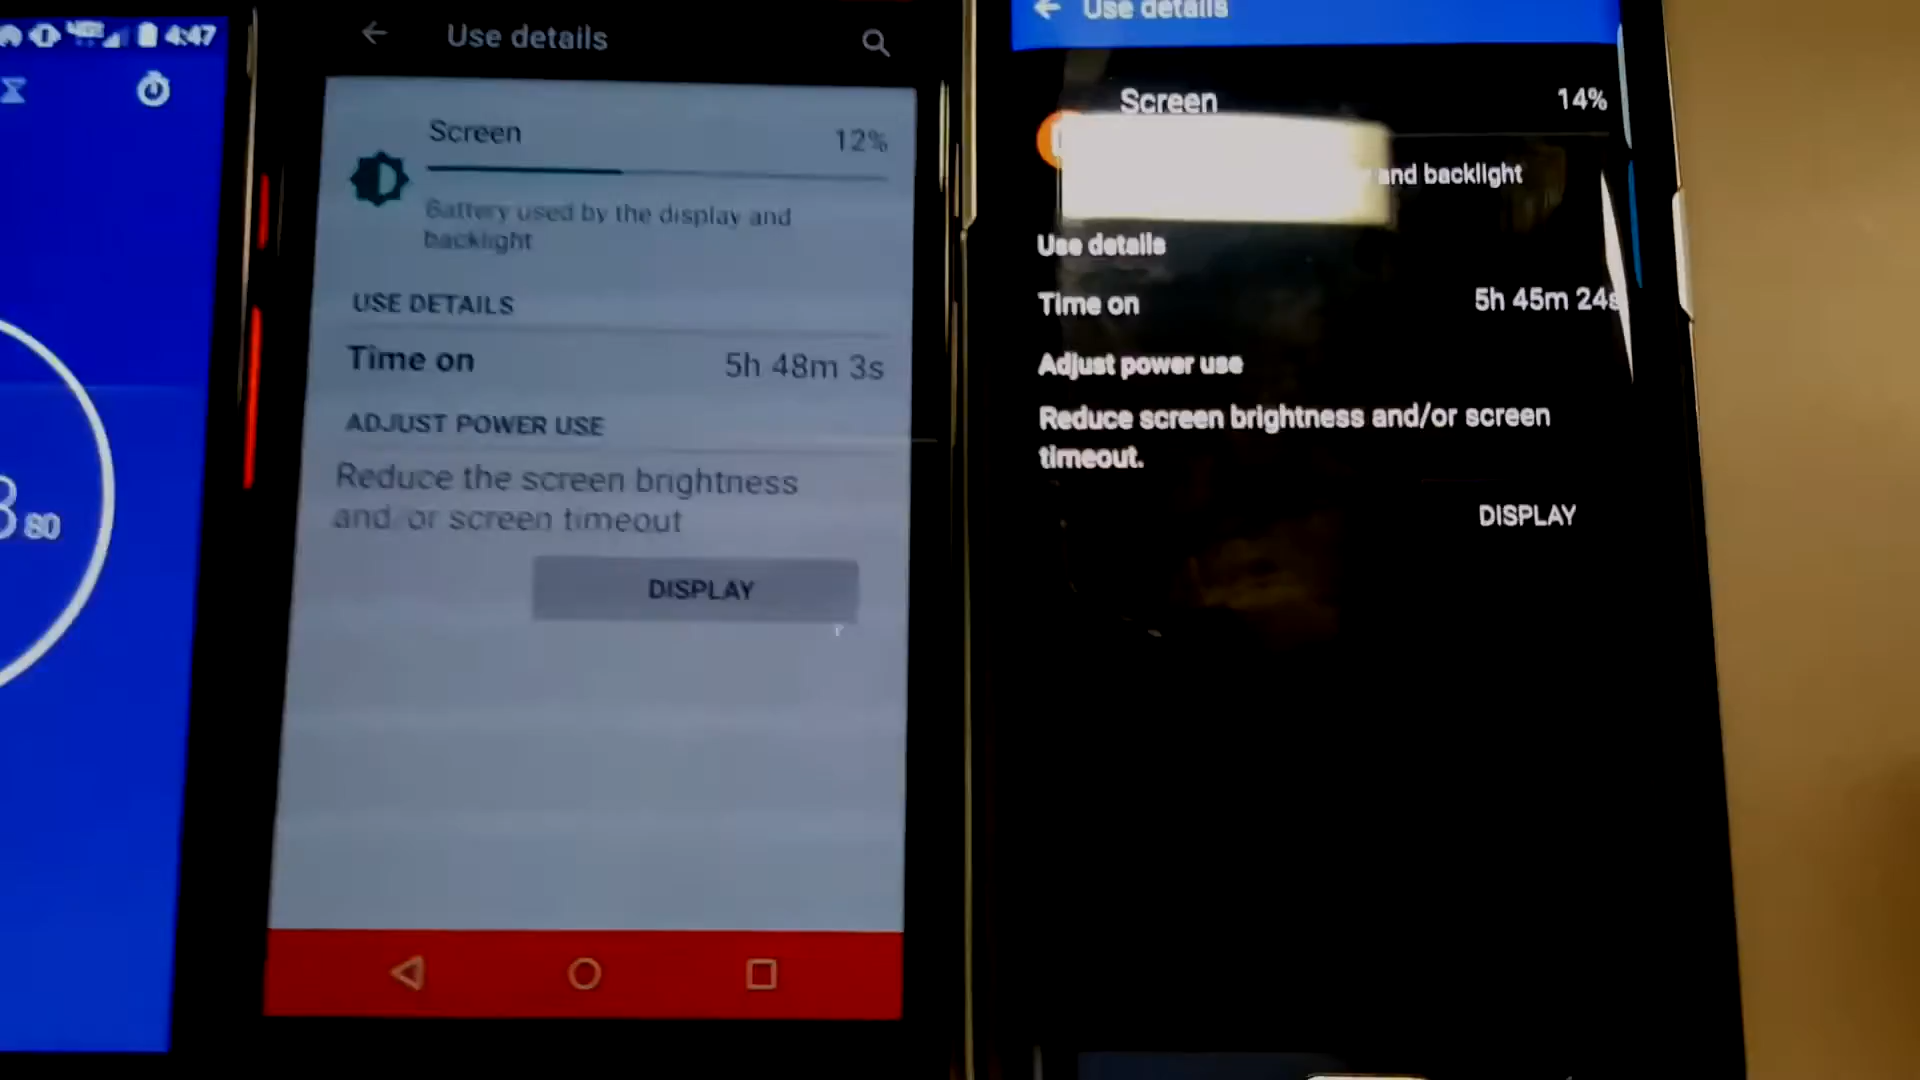 4:47
80
Use details
Screen
12%
Battery used by the display and
backlight
USE DETAILS
Time on
5h 48m 3s
ADJUST POWER USE
Reduce the screen brightness
and/or screen timeout
DISPLAY
Use details
Screen
14%
and backlight
Use details
Time on
5h 45m 24s
Adjust power use
Reduce screen brightness and/or screen
timeout.
DISPLAY